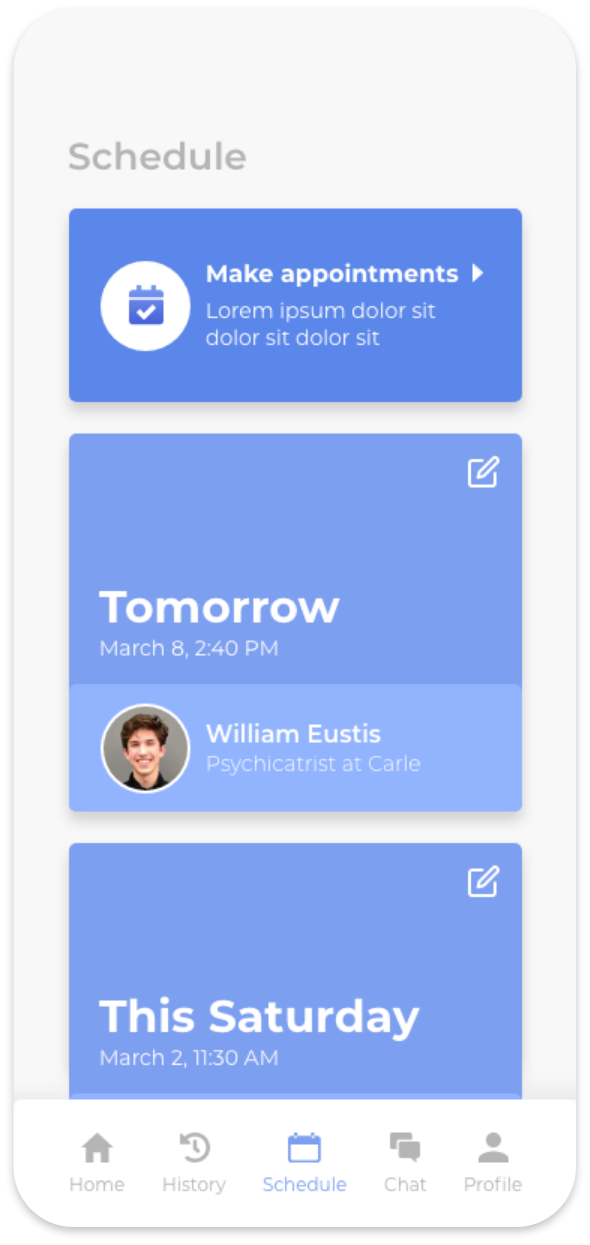 Schedule
Make appointments
Lorem ipsum dolor sit
dolor sit dolor sit
Tomorrow
March 8, 2:40 PM
William Eustis
Psychicatrist at Carle
This Saturday
March 2, 11:30 AM
Home History Schedule Chat Profile